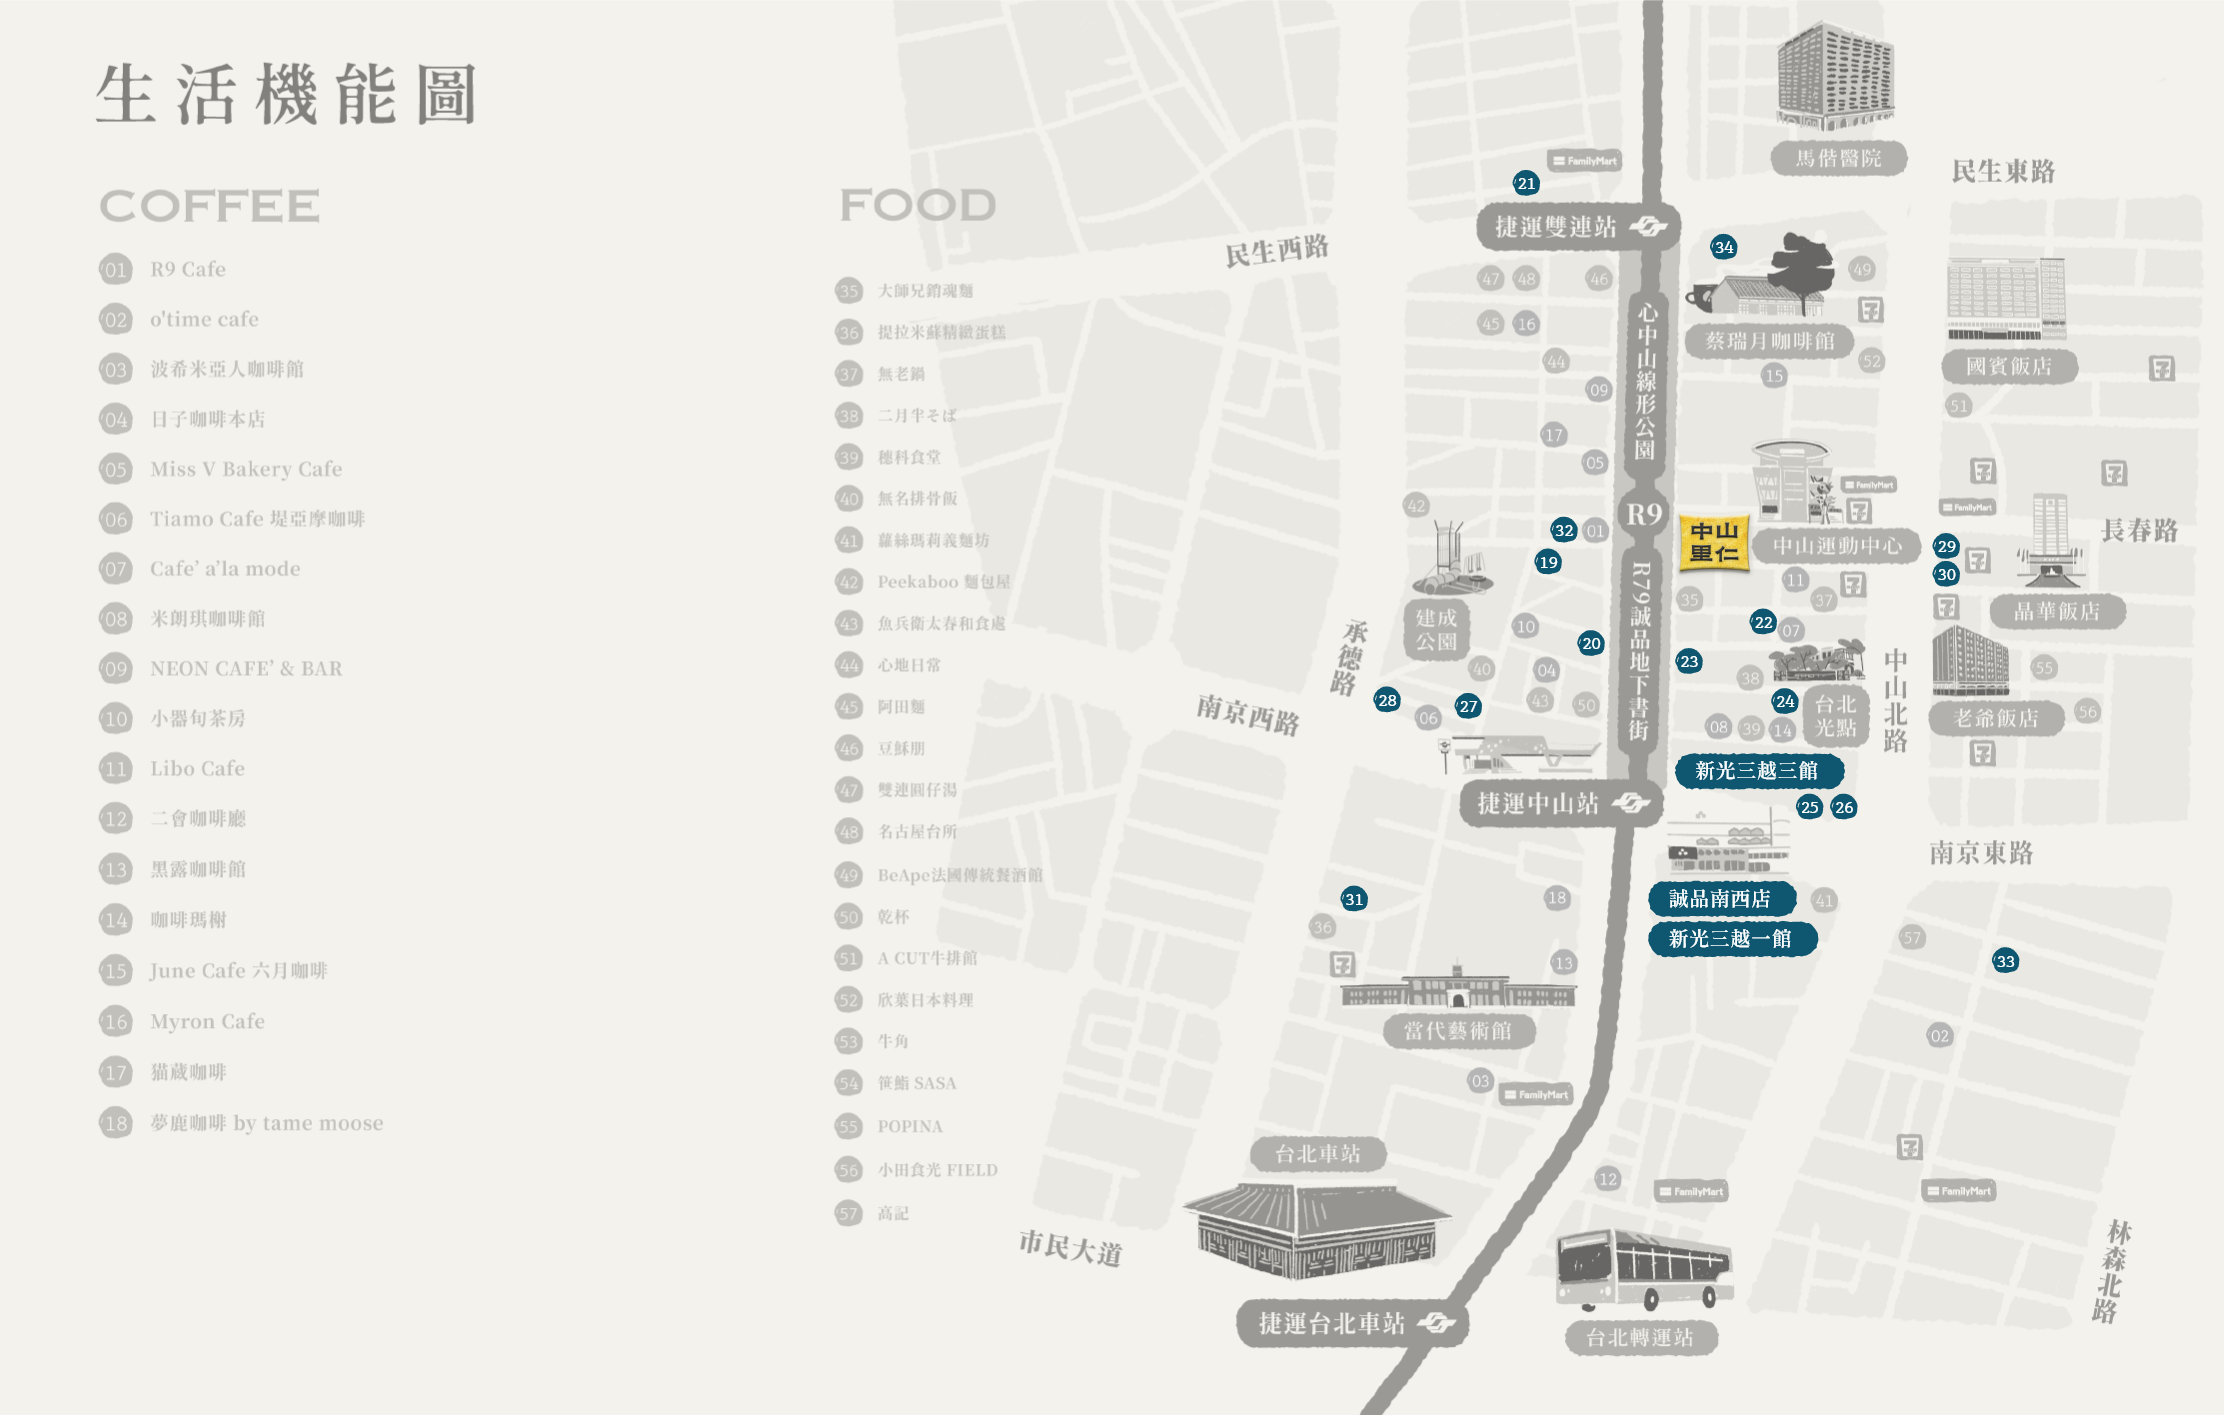 生活機能圖
COFFEE
01 R9 Cafe
02 o'time cafe
03 波希米亞人咖啡館
04 日子咖啡本店
05 Miss V Bakery Cafe
06 Tiamo Cafe 堤亞摩咖啡
07 Cafe’ a’la mode
08 米朗琪咖啡館
09 NEON CAFE’ & BAR
10 小器旬茶房
11 Libo Cafe
12 二會咖啡廳
13 黑露咖啡館
14 咖啡瑪榭
15 June Cafe 六月咖啡
16 Myron Cafe
17 猫蔵咖啡
18 夢鹿咖啡 by tame moose
FOOD
35 大師兄銷魂麵
36 提拉米蘇精緻蛋糕
37 無老鍋
38 二月半そば
39 穗科食堂
40 無名排骨飯
41 蘿絲瑪莉義麵坊
42 Peekaboo 麵包屋
43 魚兵衛太春和食處
44 心地日常
45 阿田麵
46 豆穌朋
47 雙連圓仔湯
48 名古屋台所
49 BeApe法國傳統餐酒館
50 乾杯
51 A CUT牛排館
52 欣葉日本料理
53 牛角
54 笹鮨 SASA
55 POPINA
56 小田食光 FIELD
57 高記
馬偕醫院
FamilyMart
21
民生東路
捷運雙連站
民生西路
34
47 48 46
49
7
45 16
蔡瑞月咖啡館
國賓飯店
7
44
52
15
09
51
心中山線形公園
17
05
7
7
FamilyMart
FamilyMart
7
42
R9
32 01
中山
里仁
中山運動中心
長春路
29
7
19
30
11
7
35
37
7
晶華飯店
建成
公園
10
22
07
承德路
20
R79誠品地下書街
23
中山北路
40
04
38
55
28
27
43
50
24
台北
光點
06
南京西路
08 39 14
老爺飯店
56
7
新光三越三館
捷運中山站
25 26
南京東路
31
18
誠品南西店
41
36
新光三越一館
57
7
13
33
當代藝術館
02
03
FamilyMart
台北車站
7
12
FamilyMart
FamilyMart
市民大道
林森北路
捷運台北車站
台北轉運站